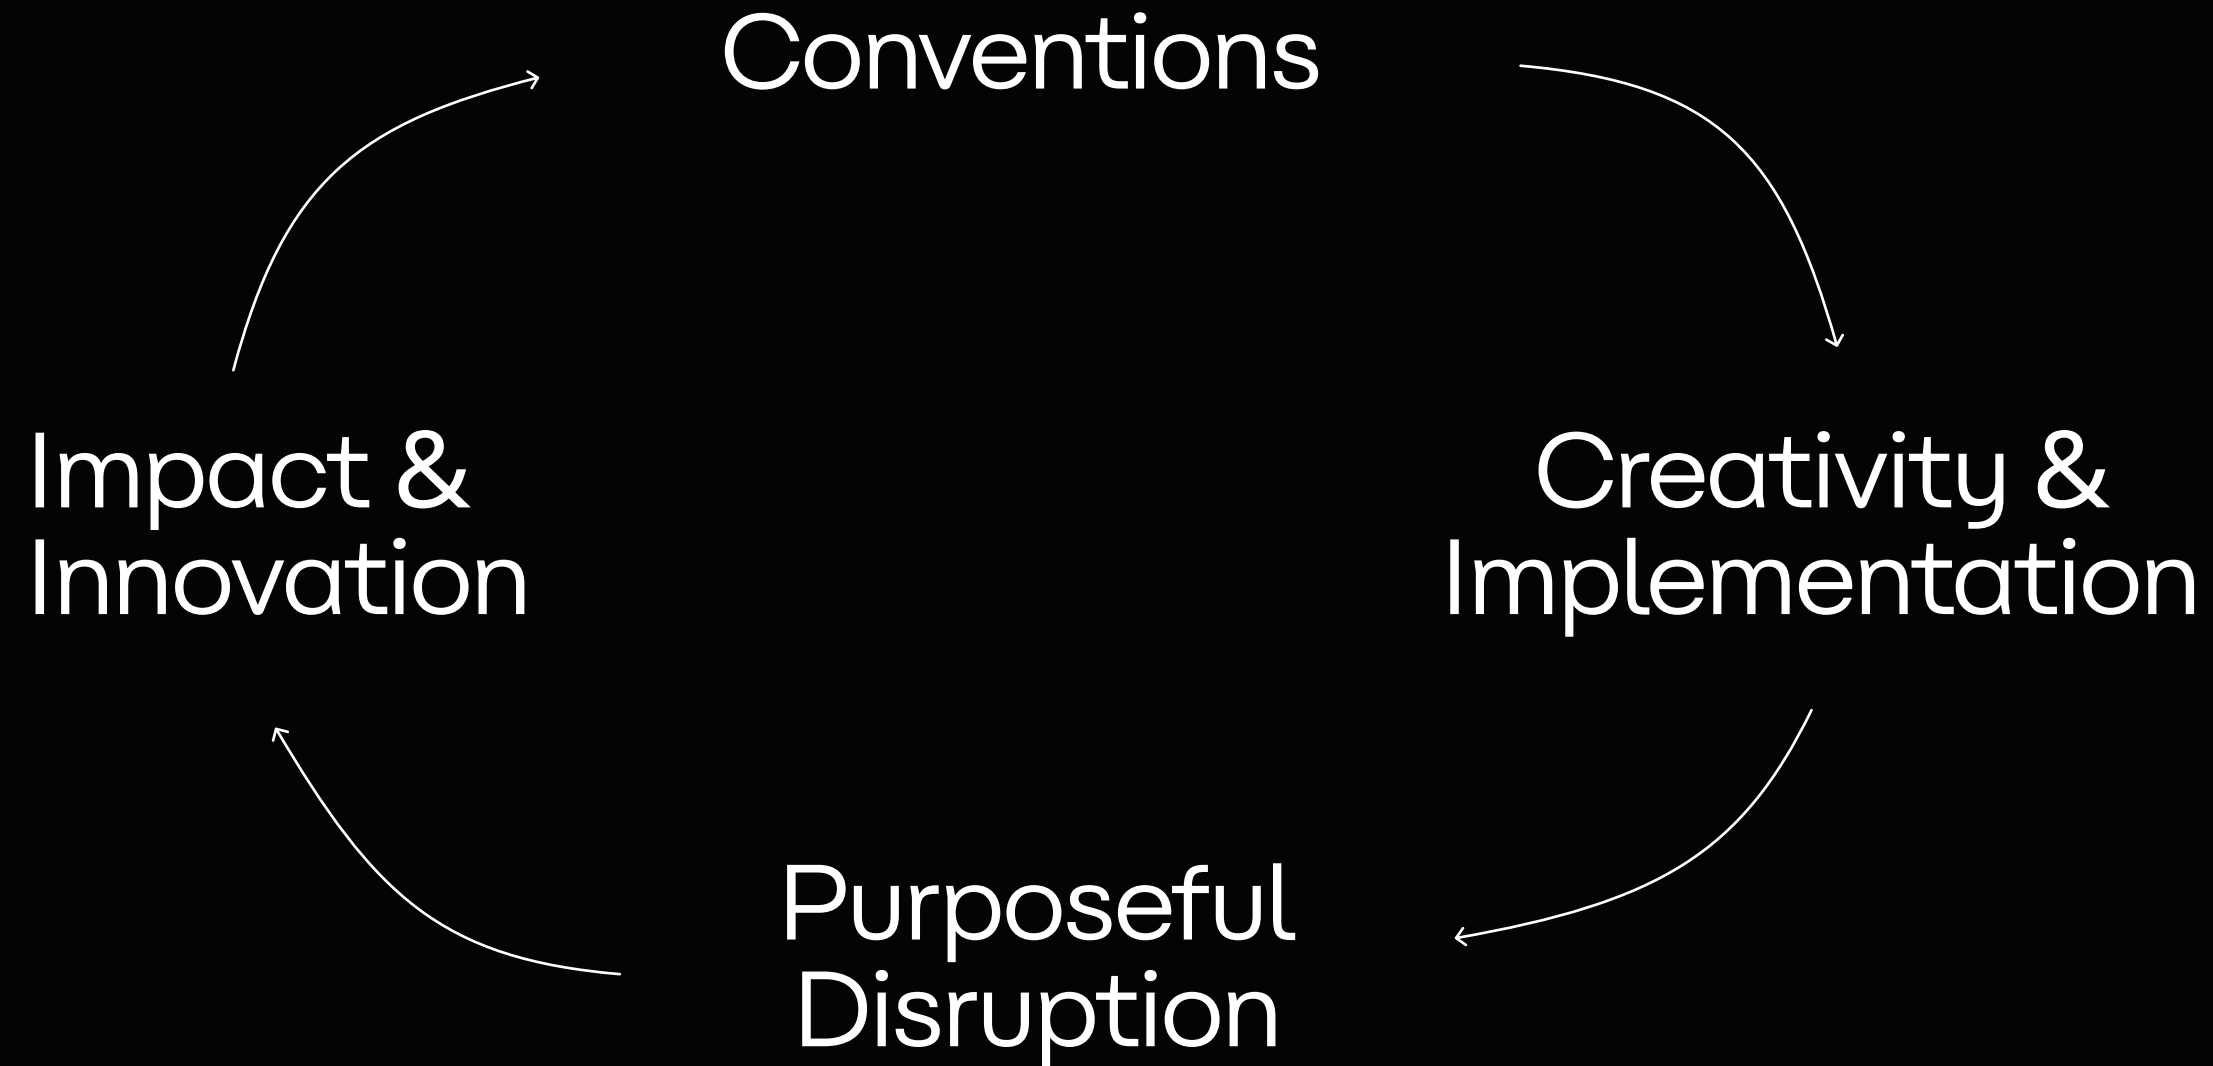 Conventions
Impact &
Innovation
Creativity &
Implementation
Purposeful
Disruption